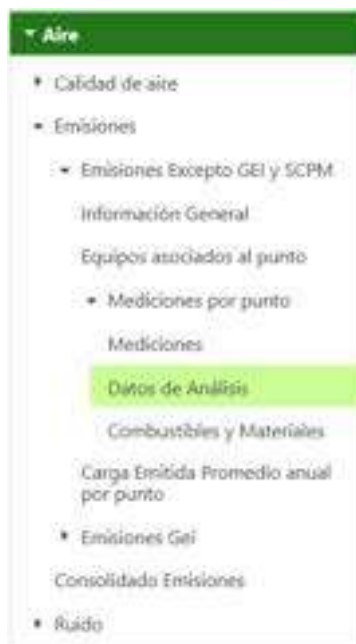 Aire
Calidad de aire
Emisiones
Emisiones Excepto GEI y SCPM
Información General
Equipos asociados al punto
Mediciones por punto
Mediciones
Datos de Análisis
Combustibles y Materiales
Carga Emitida Promedio anual
por punto
Emisiones Gei
Consolidado Emisiones
Ruido